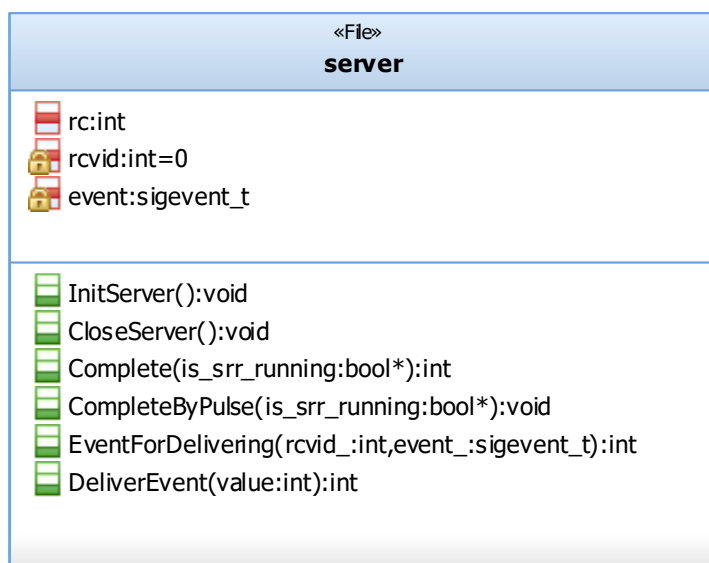 «File»
server
rc:int
rcvid:int=0
event:sigevent_t
InitServer():void
CloseServer():void
Complete(is_srr_running:bool*):int
CompleteByPulse(is_srr_running:bool*):void
EventForDelivering(rcvid_:int,event_:sigevent_t):int
DeliverEvent(value:int):int